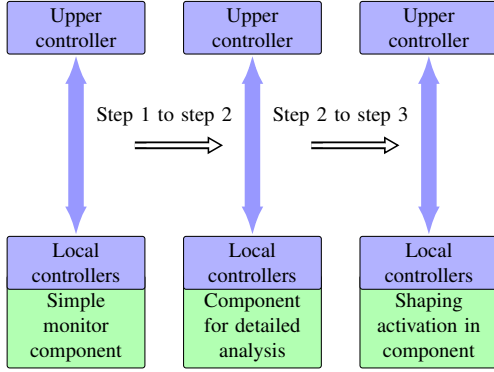 Upper
controller
Upper
controller
Upper
controller
Step 1 to step 2
Step 2 to step 3
Local
controllers
Simple
monitor
component
Local
controllers
Component
for detailed
analysis
Local
controllers
Shaping
activation in
component